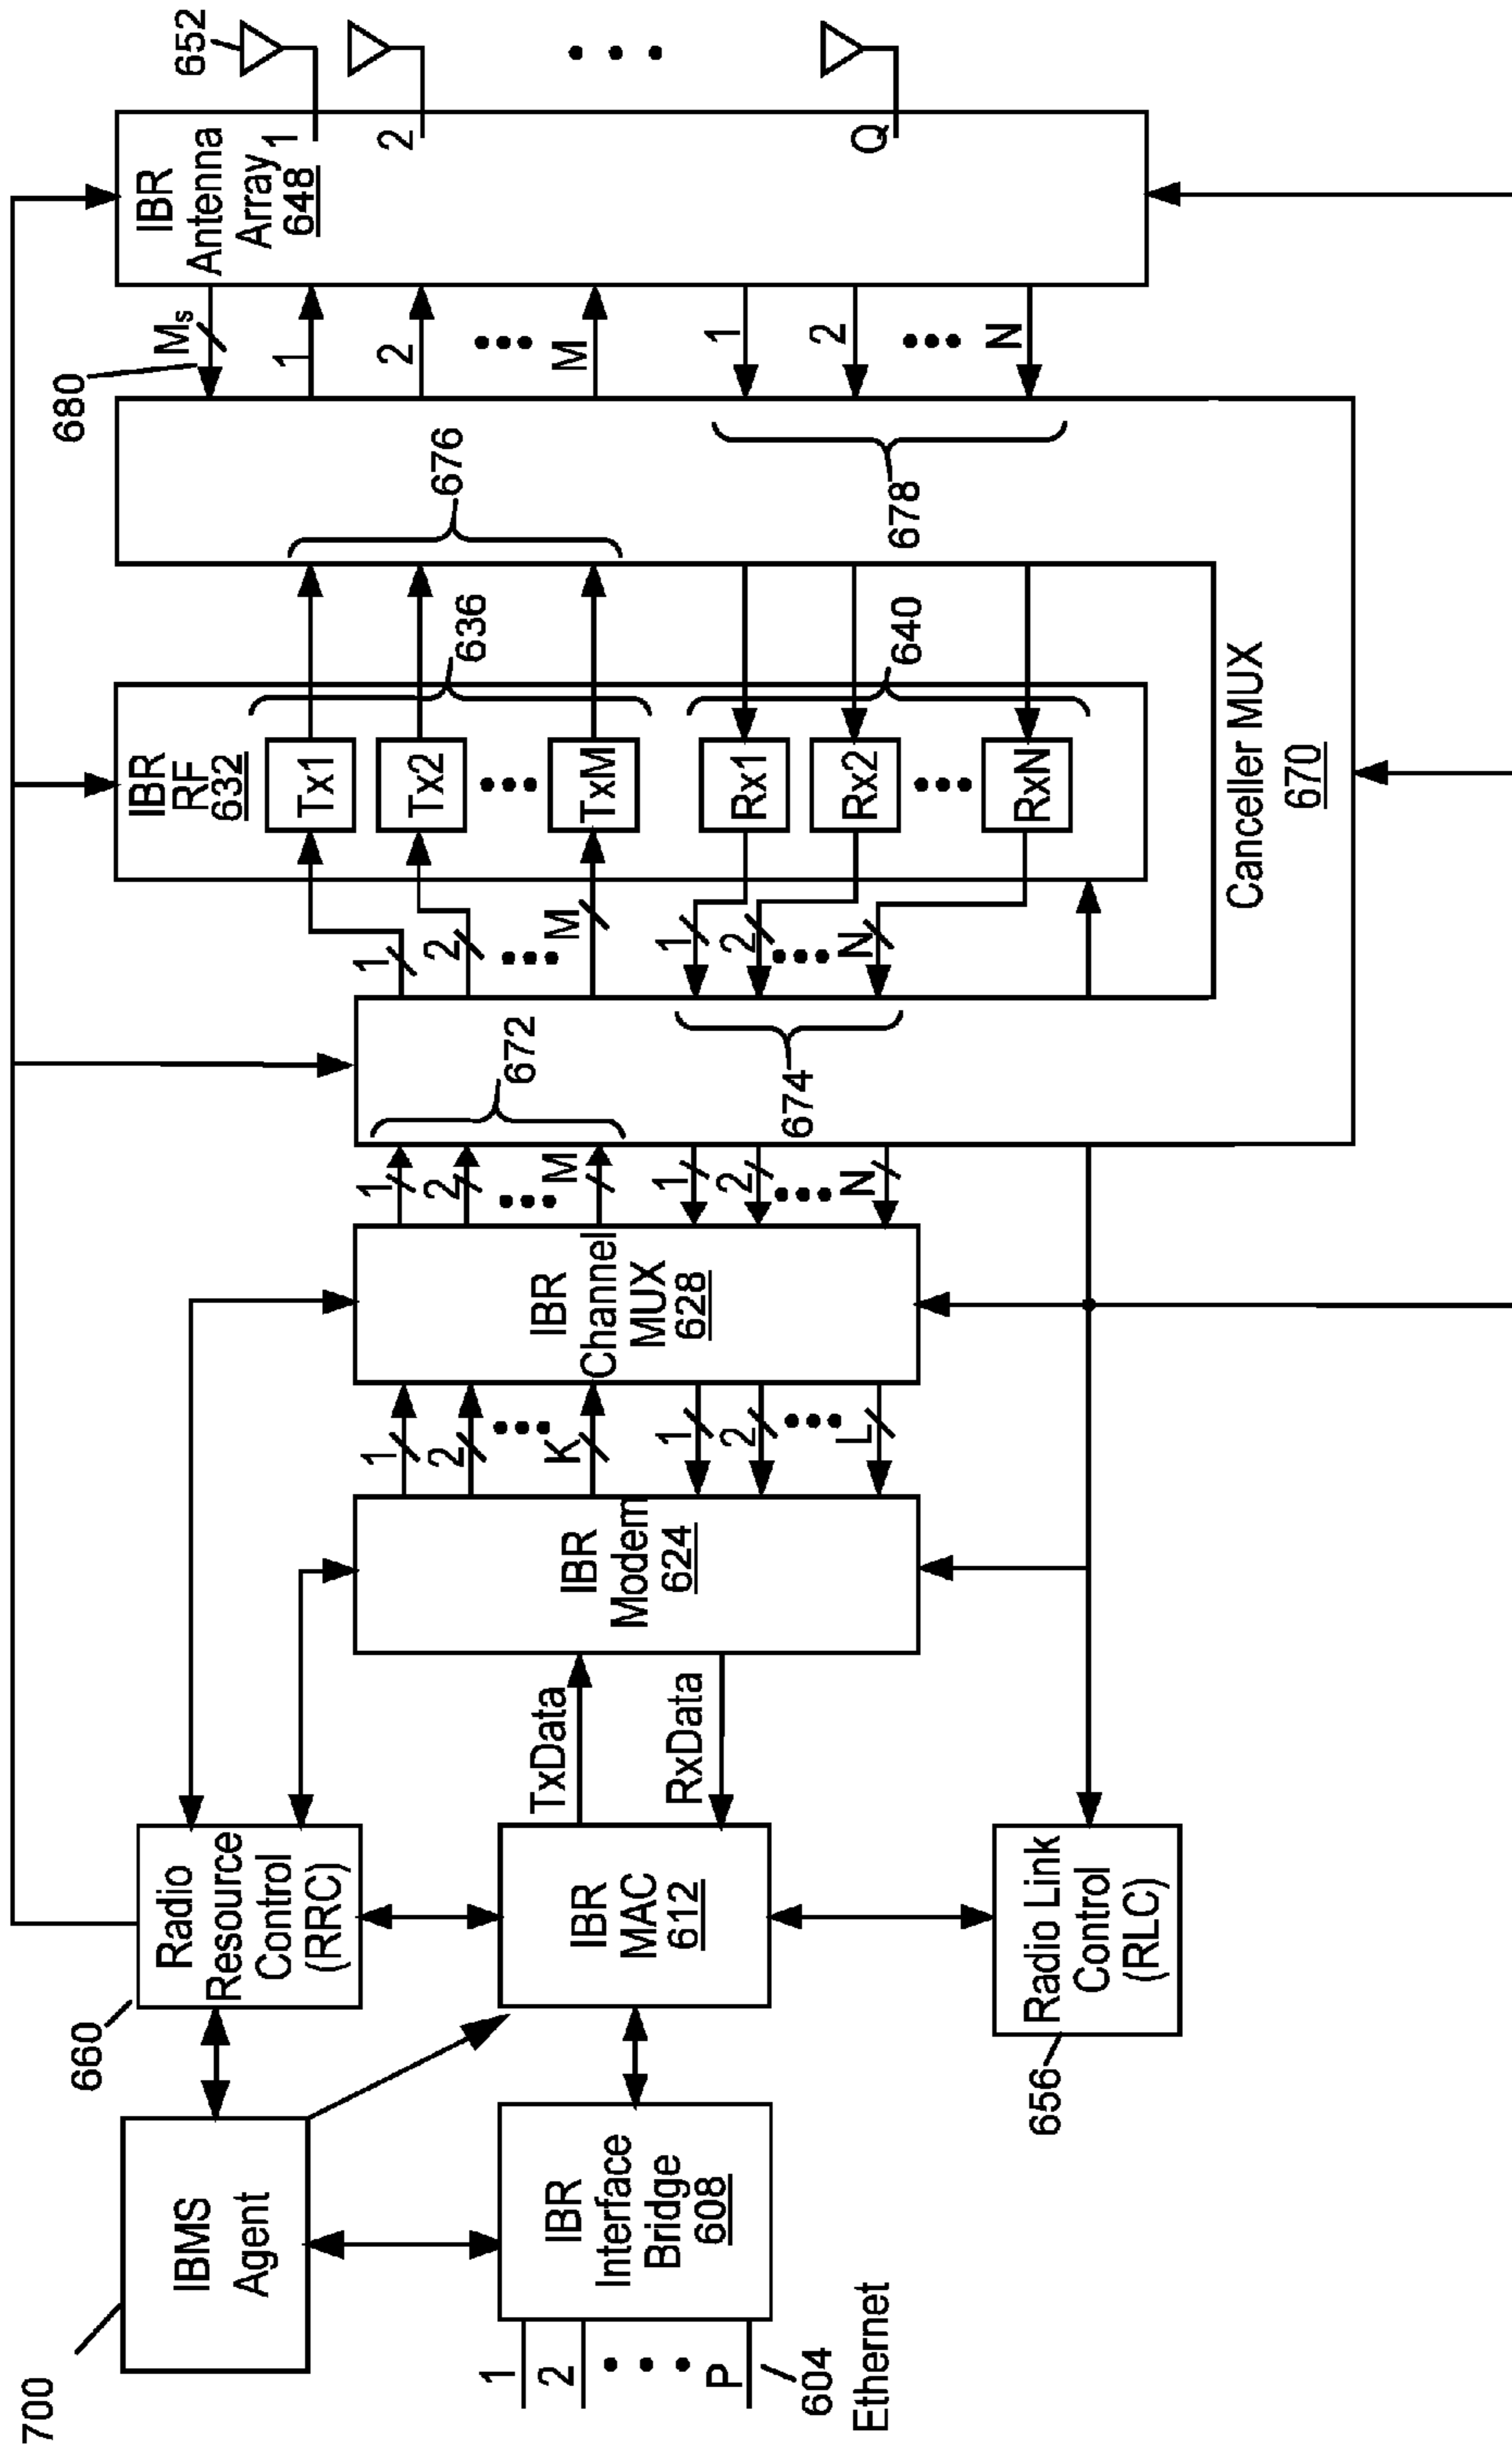 700
IBMS
Agent
660
Radio
Resource
Control
(RRC)
IBR
Interface
Bridge
608
1
2
P
604
Ethernet
IBR
MAC
612
TxData
RxData
656
Radio Link
Control
(RLC)
IBR
Modem
624
1
2
K
1
2
L
IBR
Channel
MUX
628
1
2
M
1
2
N
672
674
1
2
M
1
2
N
IBR
RF
632
Tx1
Tx2
TxM
Rx1
Rx2
RxN
636
640
676
678
Canceller MUX
670
680
Ms
1
2
M
1
2
N
IBR
Antenna
Array
648
1
2
Q
652